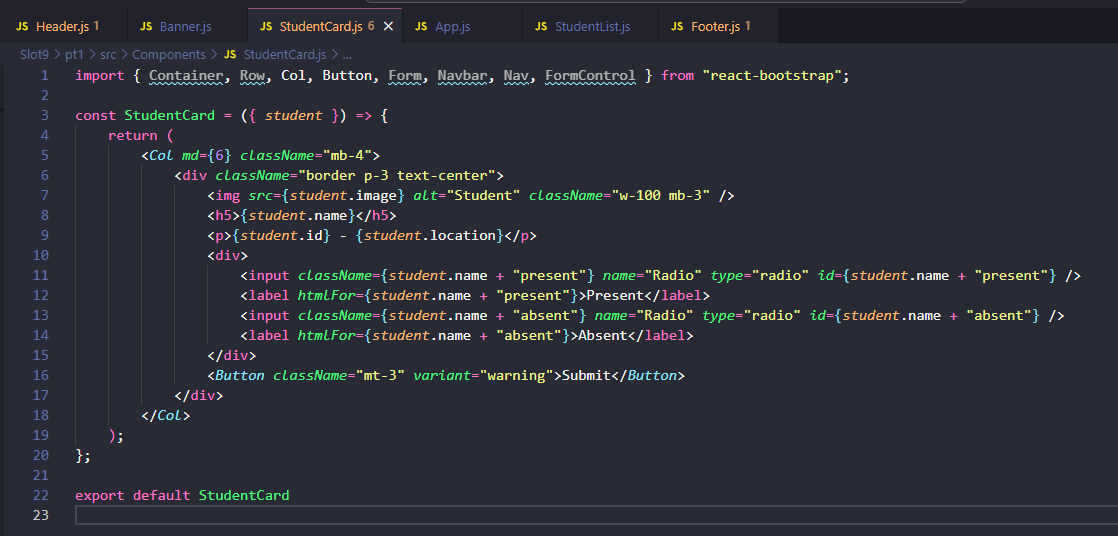 JS Header.js 1 JS Banner.js JS StudentCard.js 6 × JS App.js JS StudentList.js JS Footer.js 1
Slot9 > pt1 > src > Components > JS StudentCard.js > ...
1 import { Container, Row, Col, Button, Form, Navbar, Nav, FormControl } from "react-bootstrap";
2
3 const StudentCard = ({ student }) => {
4     return (
5         <Col md={6} className="mb-4">
6             <div className="border p-3 text-center">
7                 <img src={student.image} alt="Student" className="w-100 mb-3" />
8                 <h5>{student.name}</h5>
9                 <p>{student.id} - {student.location}</p>
10                 <div>
11                     <input className={student.name + "present"} name="Radio" type="radio" id={student.name + "present"} />
12                     <label htmlFor={student.name + "present"}>Present</label>
13                     <input className={student.name + "absent"} name="Radio" type="radio" id={student.name + "absent"} />
14                     <label htmlFor={student.name + "absent"}>Absent</label>
15                 </div>
16                 <Button className="mt-3" variant="warning">Submit</Button>
17             </div>
18         </Col>
19     );
20 };
21
22 export default StudentCard
23